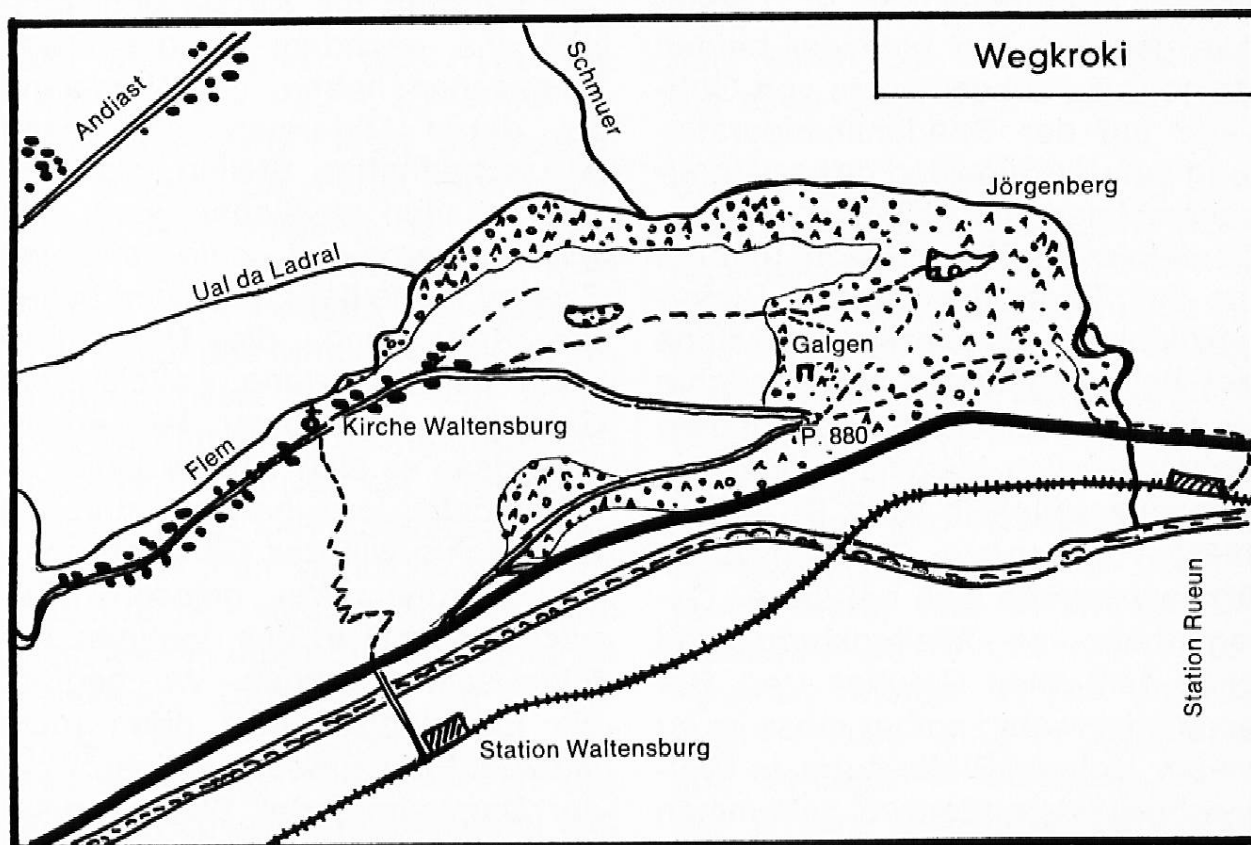 Wegkroki
Andiast
Schmuer
Jörgenberg
Ual da Ladral
Galgen
Kirche Waltensburg
P. 880
Flem
Station Rueun
Station Waltensburg